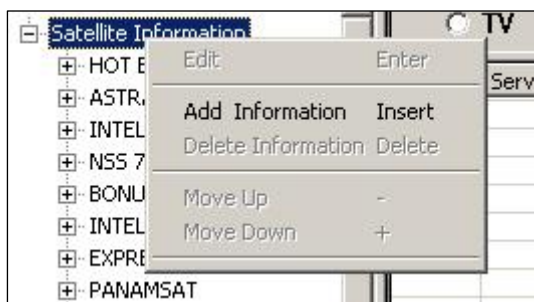 Satellite Information
TV
HOT
Edit Enter
Serv
ASTRA
Add Information Insert
INTEL
Delete Information Delete
NSS 7
BONU
Move Up -
INTEL
Move Down +
EXPRE
PANAMSAT